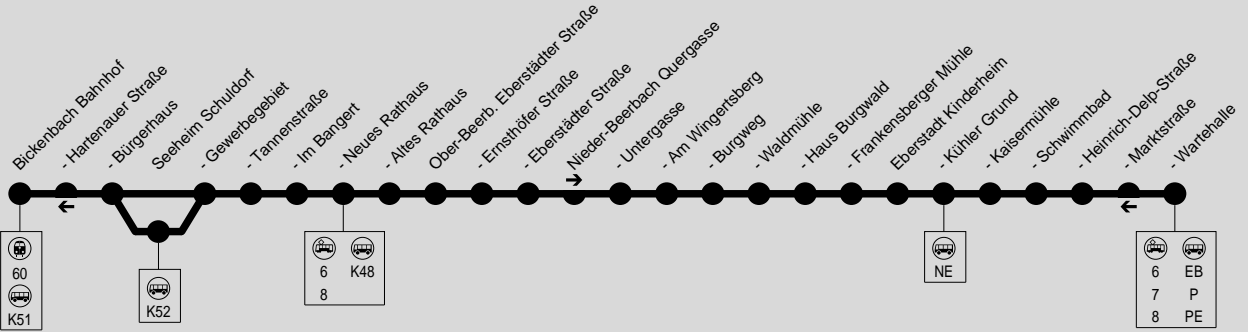 Bickenbach Bahnhof
- Hartenauer Straße
- Bürgerhaus
Seeheim Schuldorf
- Gewerbegebiet
- Tannenstraße
- Im Bangert
- Neues Rathaus
- Altes Rathaus
Ober-Beerb. Eberstädter Straße
- Ernsthöfer Straße
- Eberstädter Straße
Nieder-Beerbach Quergasse
- Untergasse
- Am Wingertsberg
- Burgweg
- Waldmühle
- Haus Burgwald
- Frankensberger Mühle
Eberstadt Kinderheim
- Kühler Grund
- Kaisermühle
- Schwimmbad
- Heinrich-Delp-Straße
- Marktstraße
- Wartehalle
60
K51
K52
6 K48
8
NE
6 EB
7 P
8 PE